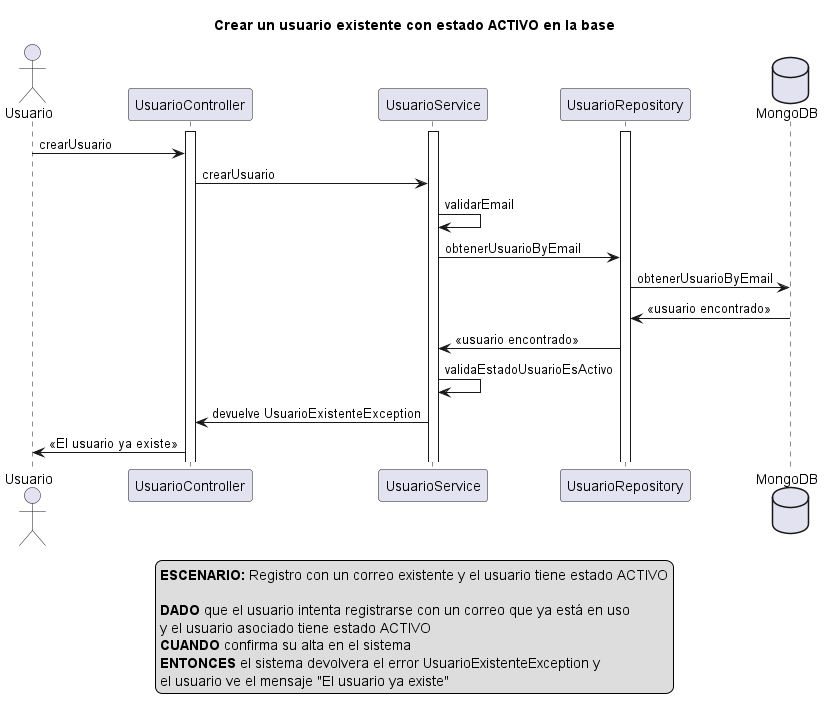 Crear un usuario existente con estado ACTIVO en la base
Usuario
UsuarioController
UsuarioService
UsuarioRepository
MongoDB
crearUsuario
crearUsuario
validarEmail
obtenerUsuarioByEmail
obtenerUsuarioByEmail
«usuario encontrado»
«usuario encontrado»
validaEstadoUsuarioEsActivo
devuelve UsuarioExistenteException
«El usuario ya existe»
Usuario
UsuarioController
UsuarioService
UsuarioRepository
MongoDB
ESCENARIO: Registro con un correo existente y el usuario tiene estado ACTIVO
DADO que el usuario intenta registrarse con un correo que ya está en uso
y el usuario asociado tiene estado ACTIVO
CUANDO confirma su alta en el sistema
ENTONCES el sistema devolvera el error UsuarioExistenteException y
el usuario ve el mensaje "El usuario ya existe"